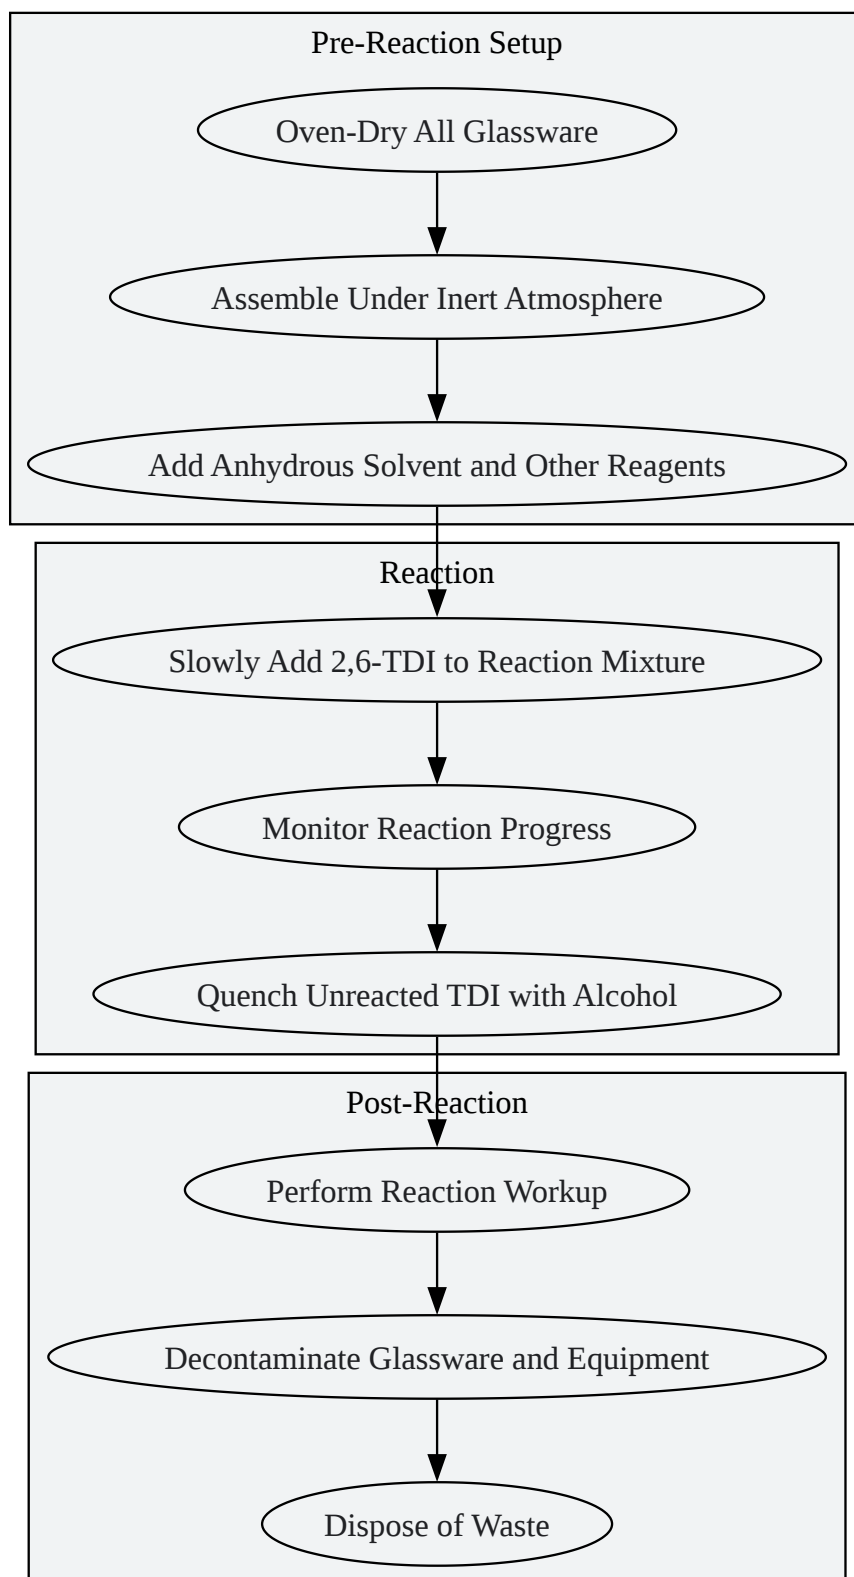 Pre-Reaction Setup
Oven-Dry All Glassware
Assemble Under Inert Atmosphere
Add Anhydrous Solvent and Other Reagents
Reaction
Slowly Add 2,6-TDI to Reaction Mixture
Monitor Reaction Progress
Quench Unreacted TDI with Alcohol
Post-Reaction
Perform Reaction Workup
Decontaminate Glassware and Equipment
Dispose of Waste